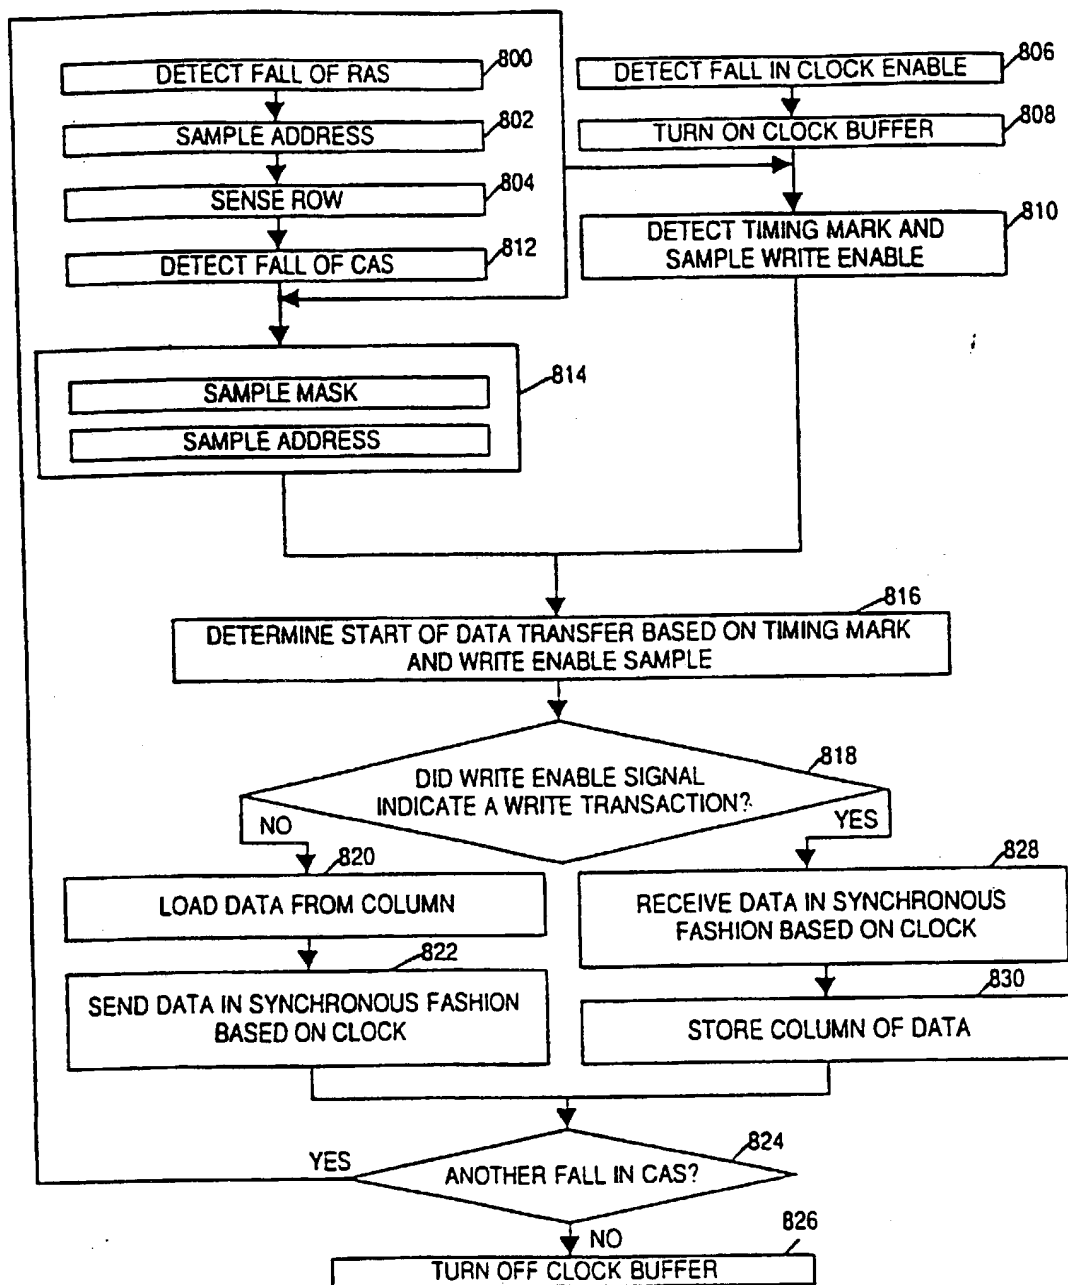 DETECT FALL OF RAS
800
SAMPLE ADDRESS
802
SENSE ROW
804
DETECT FALL OF CAS
812
DETECT FALL IN CLOCK ENABLE
806
TURN ON CLOCK BUFFER
808
DETECT TIMING MARK AND
SAMPLE WRITE ENABLE
810
SAMPLE MASK
SAMPLE ADDRESS
814
816
DETERMINE START OF DATA TRANSFER BASED ON TIMING MARK
AND WRITE ENABLE SAMPLE
818
DID WRITE ENABLE SIGNAL
INDICATE A WRITE TRANSACTION?
NO
YES
820
LOAD DATA FROM COLUMN
822
SEND DATA IN SYNCHRONOUS FASHION
BASED ON CLOCK
828
RECEIVE DATA IN SYNCHRONOUS
FASHION BASED ON CLOCK
830
STORE COLUMN OF DATA
824
YES
ANOTHER FALL IN CAS?
NO
826
TURN OFF CLOCK BUFFER